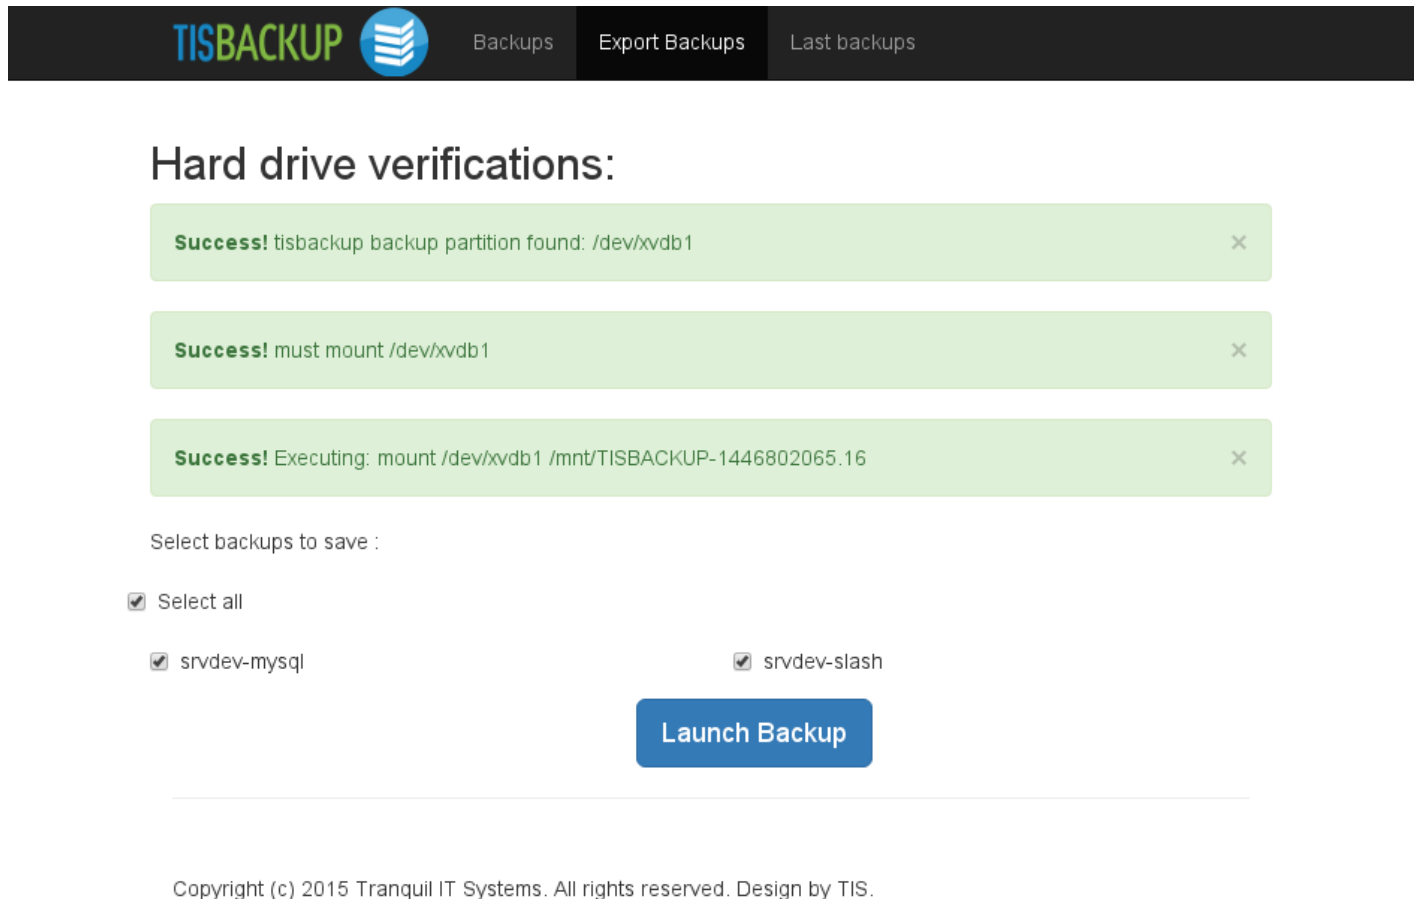 TISBACKUP Backups Export Backups Last backups
Hard drive verifications:
Success! tisbackup backup partition found: /dev/xvdb1 ×
Success! must mount /dev/xvdb1 ×
Success! Executing: mount /dev/xvdb1 /mnt/TISBACKUP-1446802065.16 ×
Select backups to save :
Select all
srvdev-mysql srvdev-slash
Launch Backup
Copyright (c) 2015 Tranquil IT Systems. All rights reserved. Design by TIS.